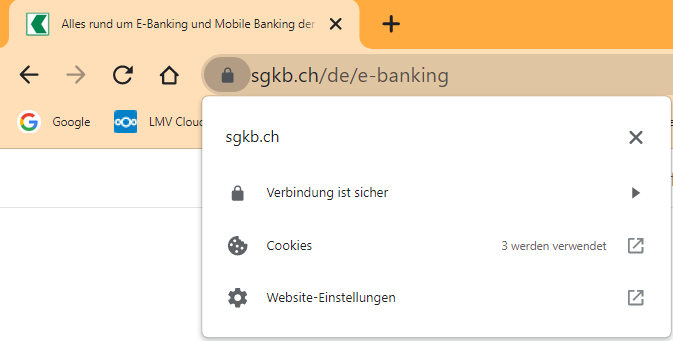 Alles rund um E-Banking und Mobile Banking der
sgkb.ch/de/e-banking
Google
LMV Cloud
sgkb.ch
Verbindung ist sicher
Cookies
3 werden verwendet
Website-Einstellungen